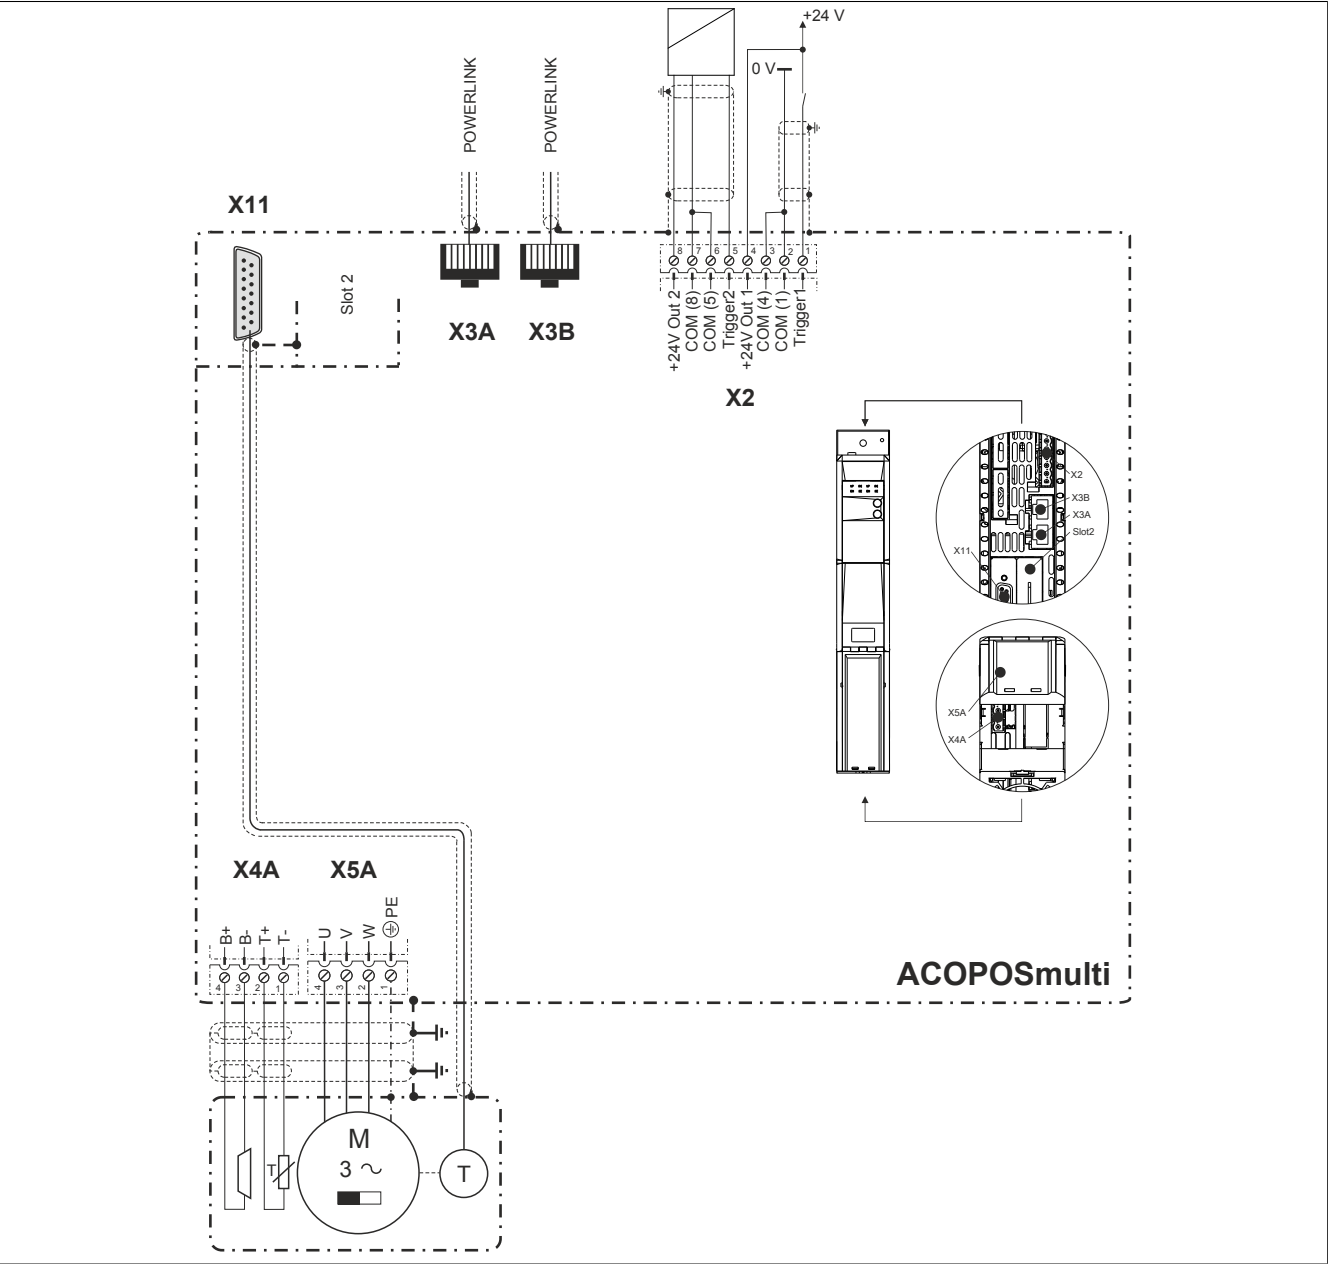 +24 V
0 V
POWERLINK
POWERLINK
X11
Slot 2
X3A
X3B
8 7 6 5 4 3 2 1
+24V Out 2
COM (8)
COM (5)
Trigger2
+24V Out 1
COM (4)
COM (1)
Trigger1
X2
X2
X3B
X3A
Slot2
X11
X5A
X4A
X4A
X5A
B+
B-
T+
T-
U
V
W
PE
4 3 2 1
4 3 2 1
ACOPOSmulti
T
M
3 ~
T